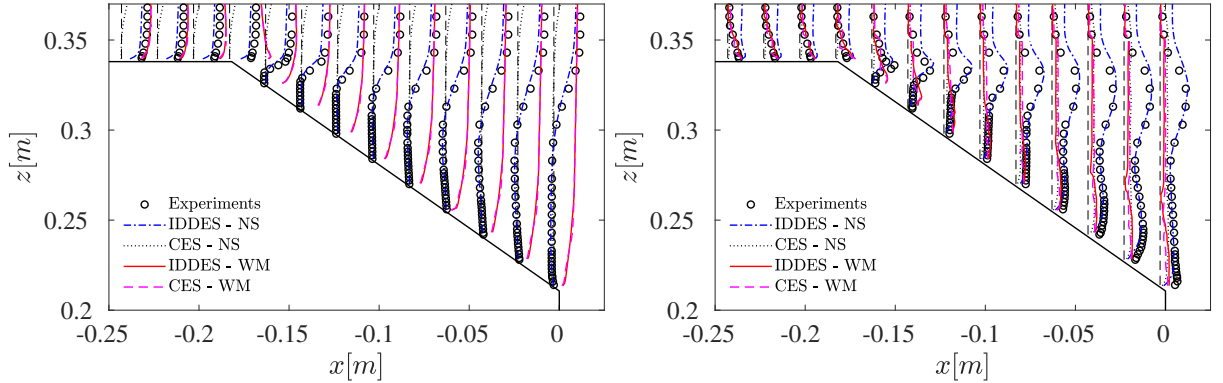 0.35
0.3
0.25
0.2
z[m]
Experiments
IDDES - NS
CES - NS
IDDES - WM
CES - WM
-0.25 -0.2 -0.15 -0.1 -0.05 0
x[m]
0.35
0.3
0.25
0.2
z[m]
Experiments
IDDES - NS
CES - NS
IDDES - WM
CES - WM
-0.25 -0.2 -0.15 -0.1 -0.05 0
x[m]